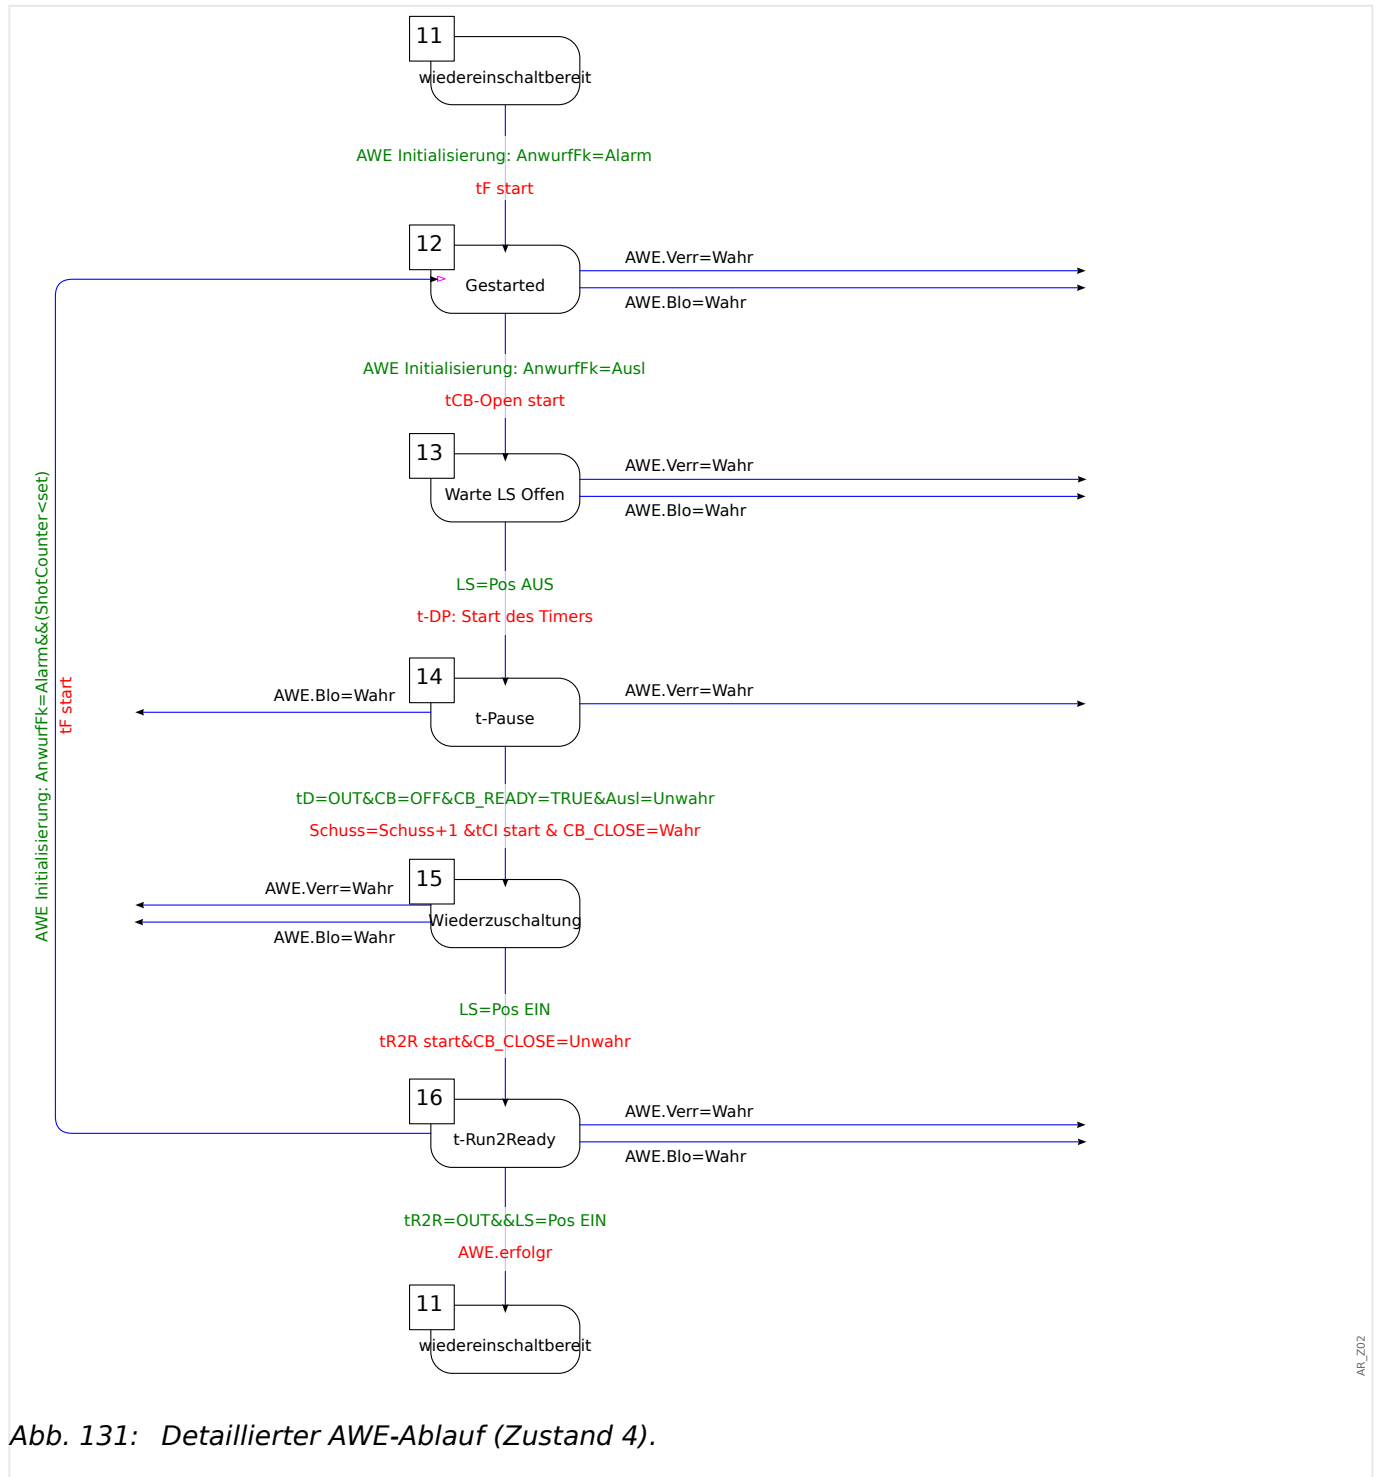 11
wiedereinschaltbereit
AWE Initialisierung: AnwurfFk=Alarm
tF start
12
Gestarted
AWE.Verr=Wahr
AWE.Blo=Wahr
AWE Initialisierung: AnwurfFk=Ausl
tCB-Open start
13
Warte LS Offen
AWE.Verr=Wahr
AWE.Blo=Wahr
LS=Pos AUS
t-DP: Start des Timers
AWE Initialisierung: AnwurfFk=Alarm&&(ShotCounter<set)
tF start
14
t-Pause
AWE.Blo=Wahr
AWE.Verr=Wahr
tD=OUT&CB=OFF&CB_READY=TRUE&Ausl=Unwahr
Schuss=Schuss+1 &tCI start & CB_CLOSE=Wahr
15
Wiederzuschaltung
AWE.Verr=Wahr
AWE.Blo=Wahr
LS=Pos EIN
tR2R start&CB_CLOSE=Unwahr
16
t-Run2Ready
AWE.Verr=Wahr
AWE.Blo=Wahr
tR2R=OUT&&LS=Pos EIN
AWE.erfolgr
11
wiedereinschaltbereit
AR_Z02
Abb. 131: Detaillierter AWE-Ablauf (Zustand 4).